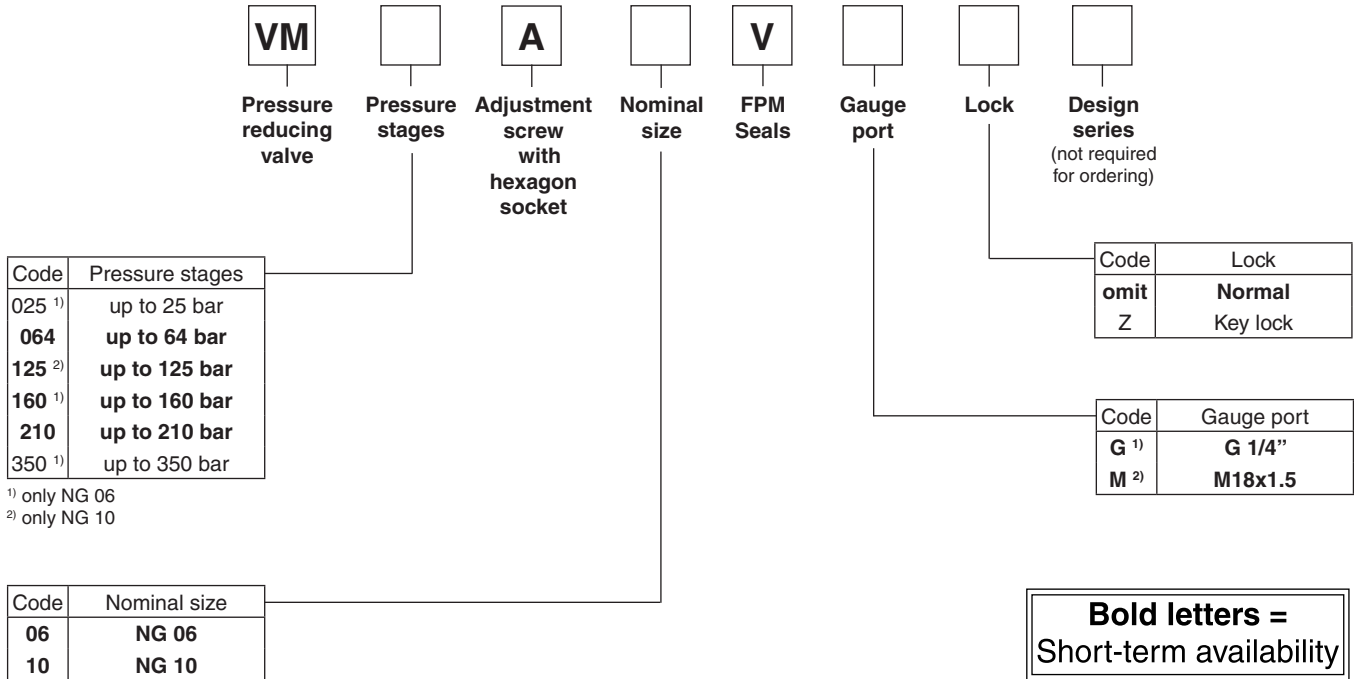 VM A V
Pressure reducing valve
Pressure stages
Adjustment screw with hexagon socket
Nominal size
FPM Seals
Gauge port
Lock
Design series (not required for ordering)
Code Pressure stages
025 1) up to 25 bar
064 up to 64 bar
125 2) up to 125 bar
160 1) up to 160 bar
210 up to 210 bar
350 1) up to 350 bar
1) only NG 06
2) only NG 10
Code Lock
omit Normal
Z Key lock
Code Gauge port
G 1) G 1/4”
M 2) M18x1.5
Code Nominal size
06 NG 06
10 NG 10
Bold letters =
Short-term availability